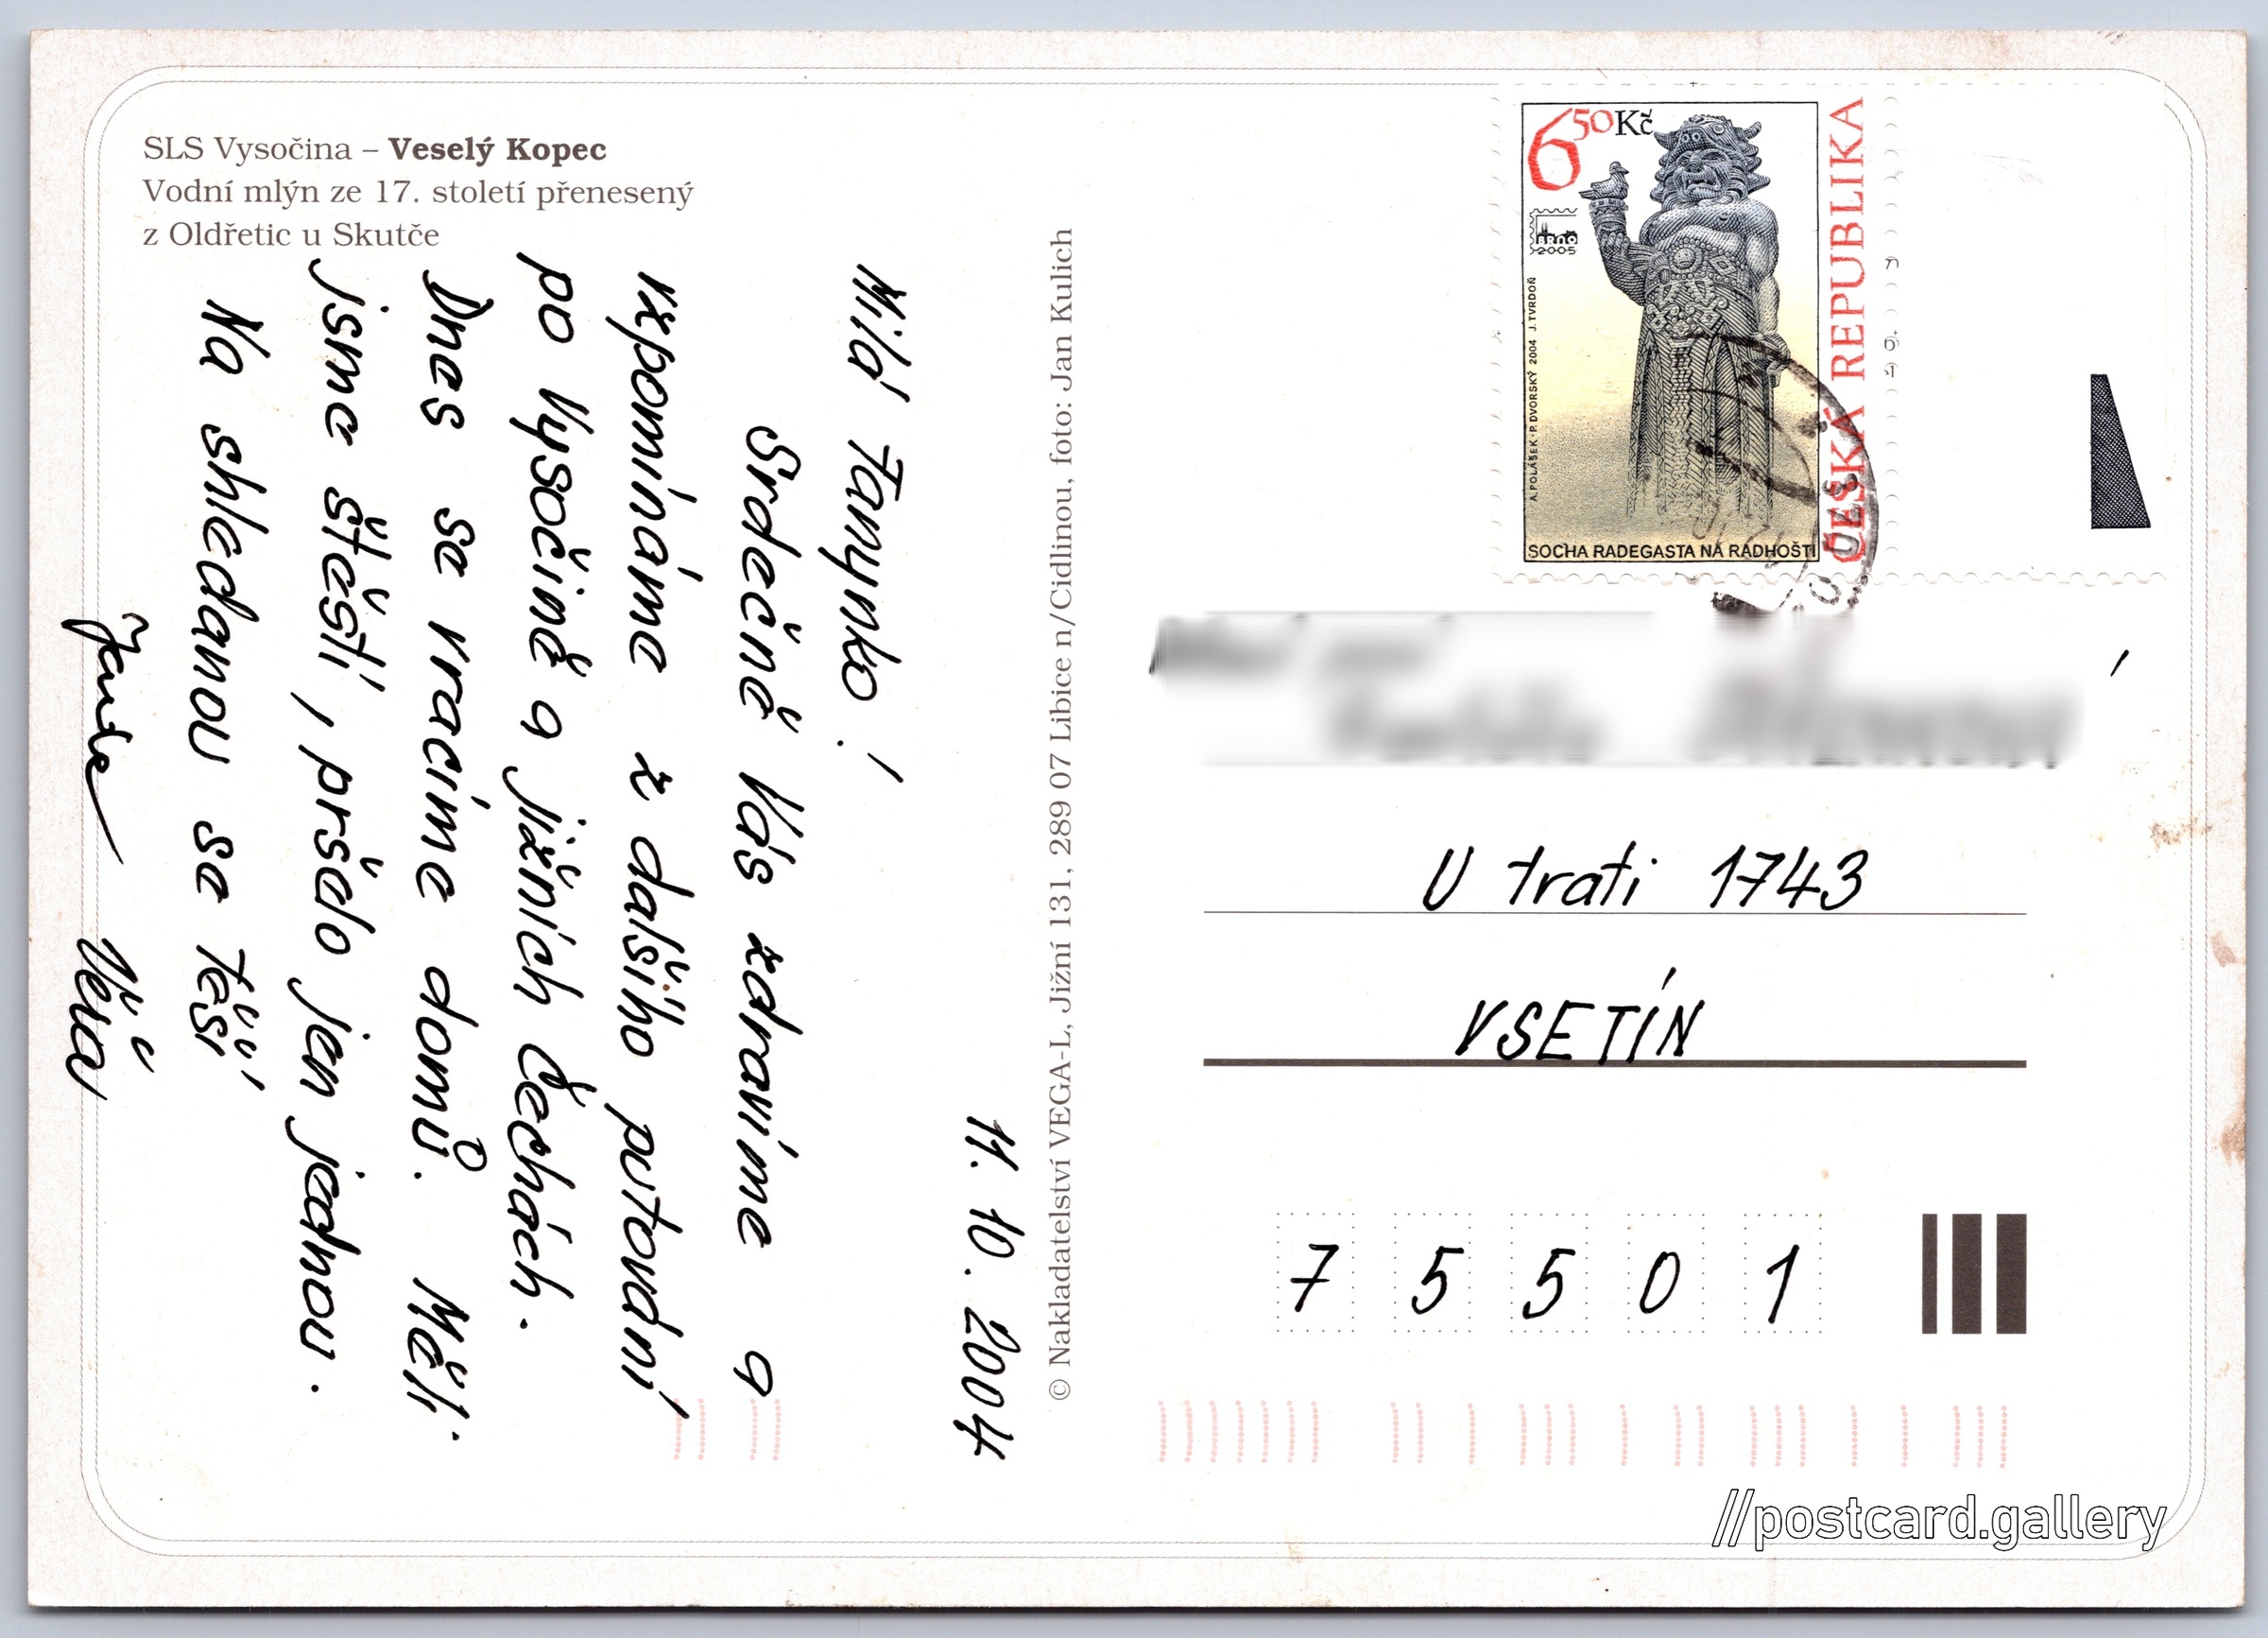 SLS Vysočina – Veselý Kopec
Vodní mlýn ze 17. století přenesený
z Oldřetic u Skutče
11. 10. 2004
Milá Janynko!
Srdečně Vás zdravíme a
vzpomínáme z dalšího putování
po Vysočině a jižních Čechách.
Dnes se vracíme domů. Měli
jsme štěstí, pršelo jen jednou.
Na shledanou se těší
Věra
© Nakladatelství VEGA-L, Jižní 131, 289 07 Libice n/Cidlinou, foto: Jan Kulich
6 50 Kč
BRNO
2005
A. POLÁŠEK · P. DVORSKÝ 2004 J. TVRDOŇ
SOCHA RADEGASTA NA RADHOŠTI
ČESKÁ REPUBLIKA
U trati 1743
VSETÍN
7 5 5 0 1
//postcard.gallery